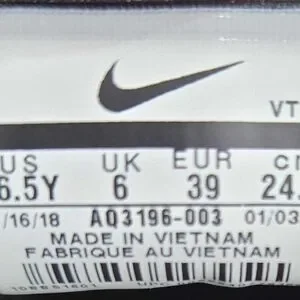 VT
US UK EUR CM
6.5Y 6 39 24.
/16/18 AQ3196-003 01/03
MADE IN VIETNAM
FABRIQUE AU VIETNAM